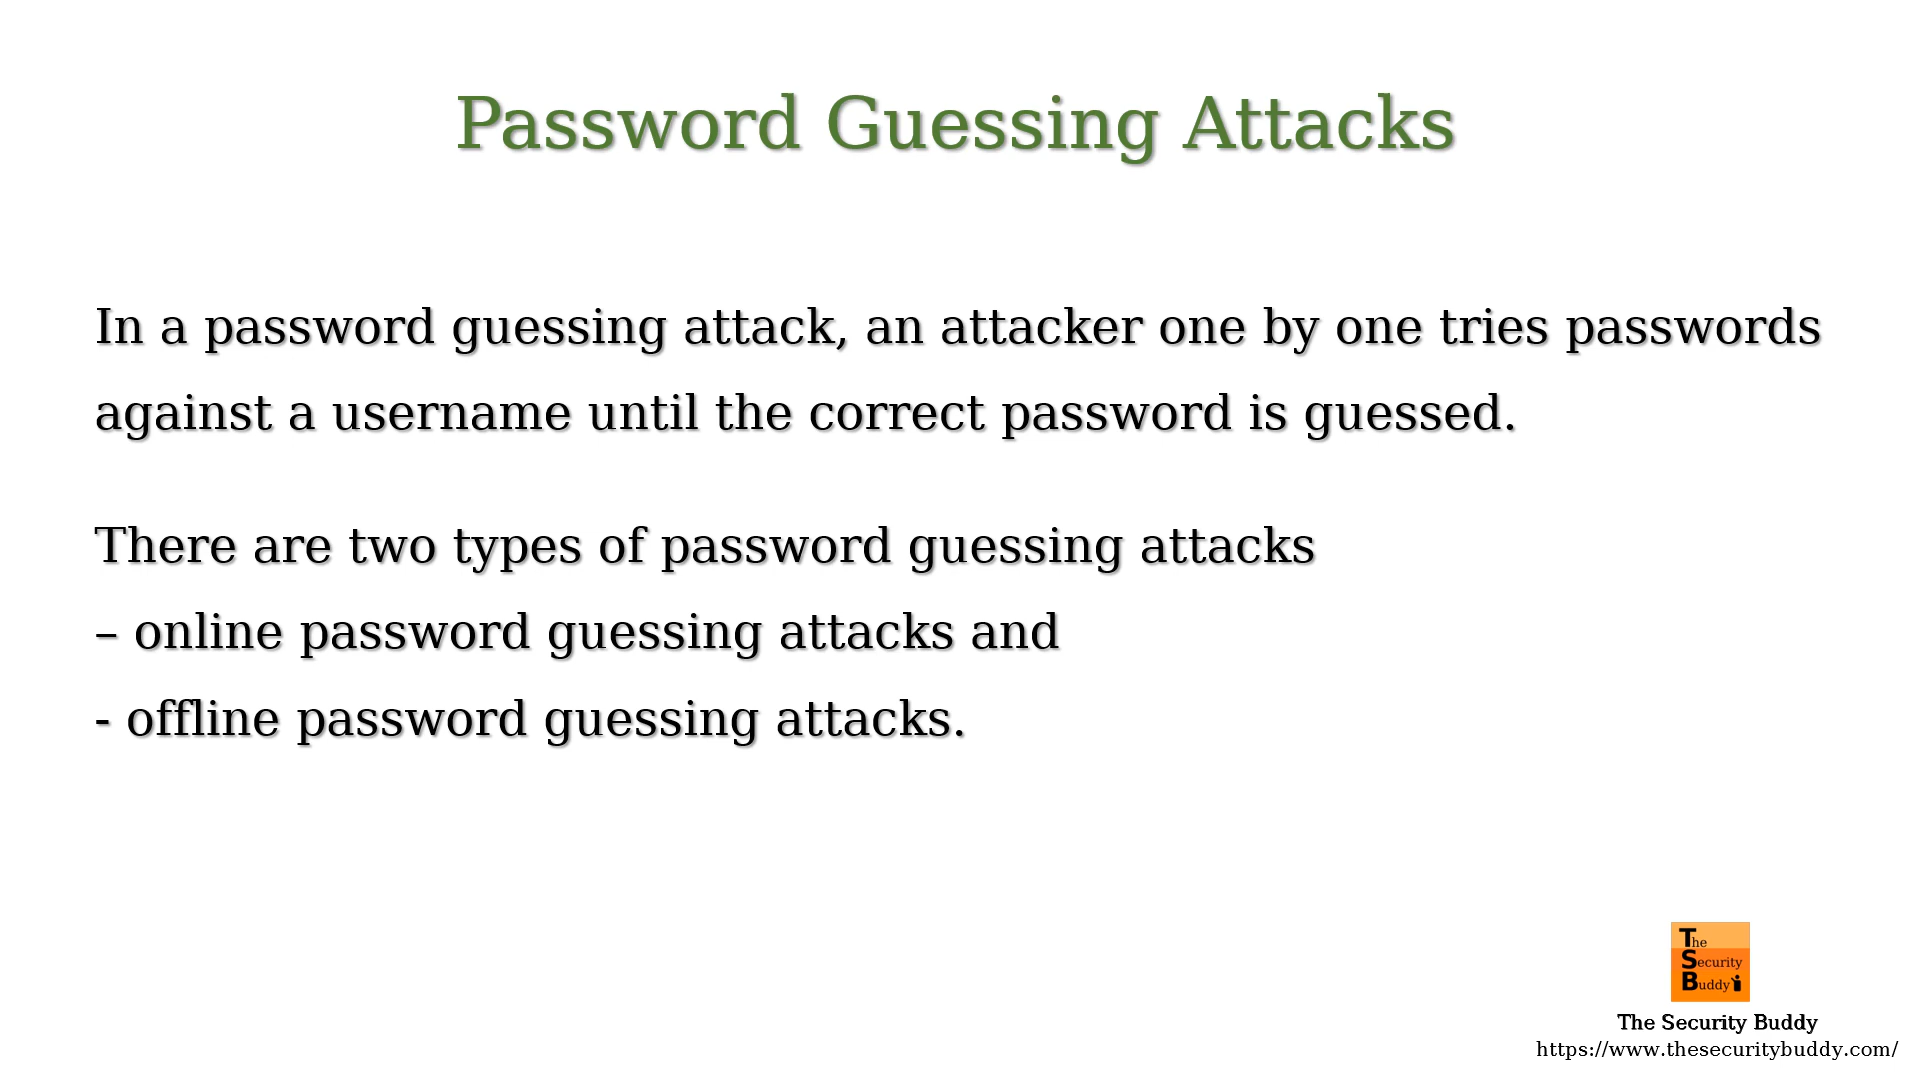 Password Guessing Attacks
In a password guessing attack, an attacker one by one tries passwords
against a username until the correct password is guessed.
There are two types of password guessing attacks
– online password guessing attacks and
- offline password guessing attacks.
The
Security
Buddy
The Security Buddy
https://www.thesecuritybuddy.com/